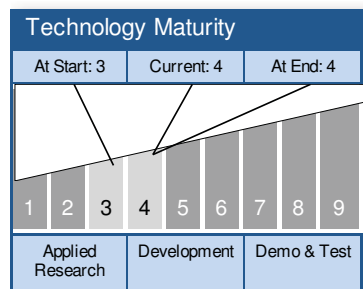 Technology Maturity
At Start: 3 Current: 4 At End: 4
1 2 3 4 5 6 7 8 9
Applied Development Demo & Test
Research